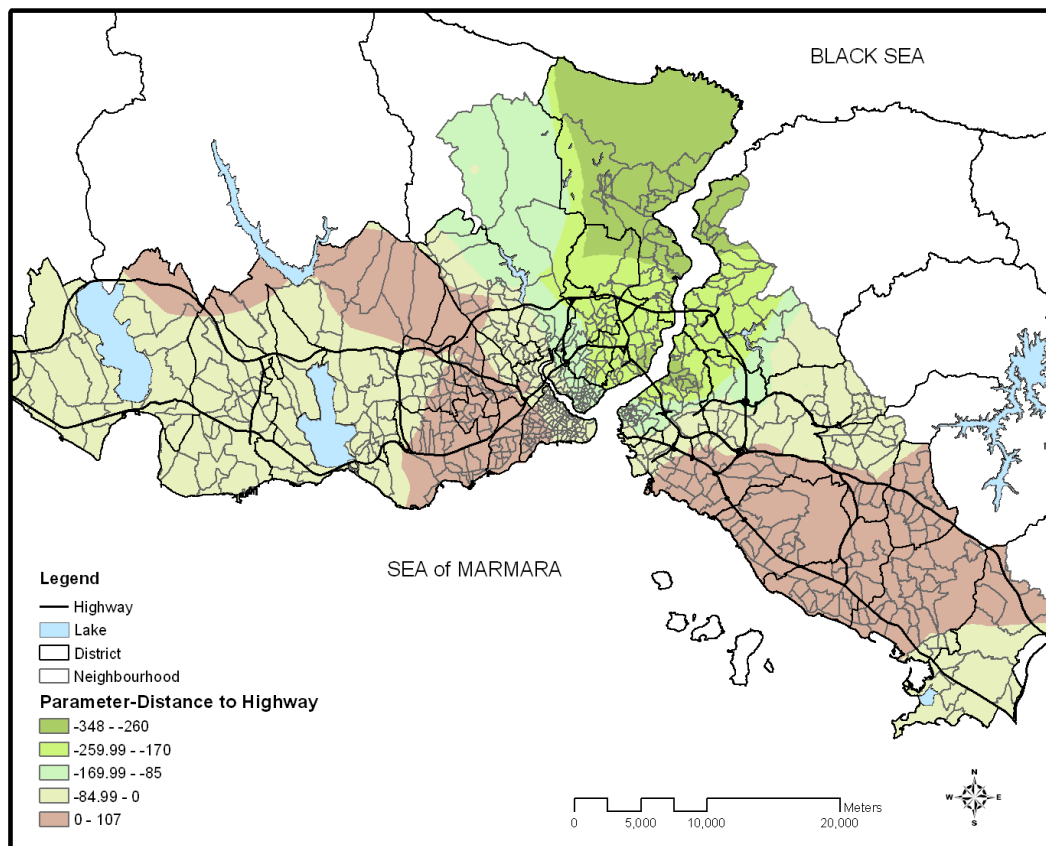 BLACK SEA
SEA of MARMARA
Legend
Highway
Lake
District
Neighbourhood
Parameter-Distance to Highway
-348 - -260
-259.99 - -170
-169.99 - -85
-84.99 - 0
0 - 107
Meters
0 5,000 10,000 20,000
N
W E
S